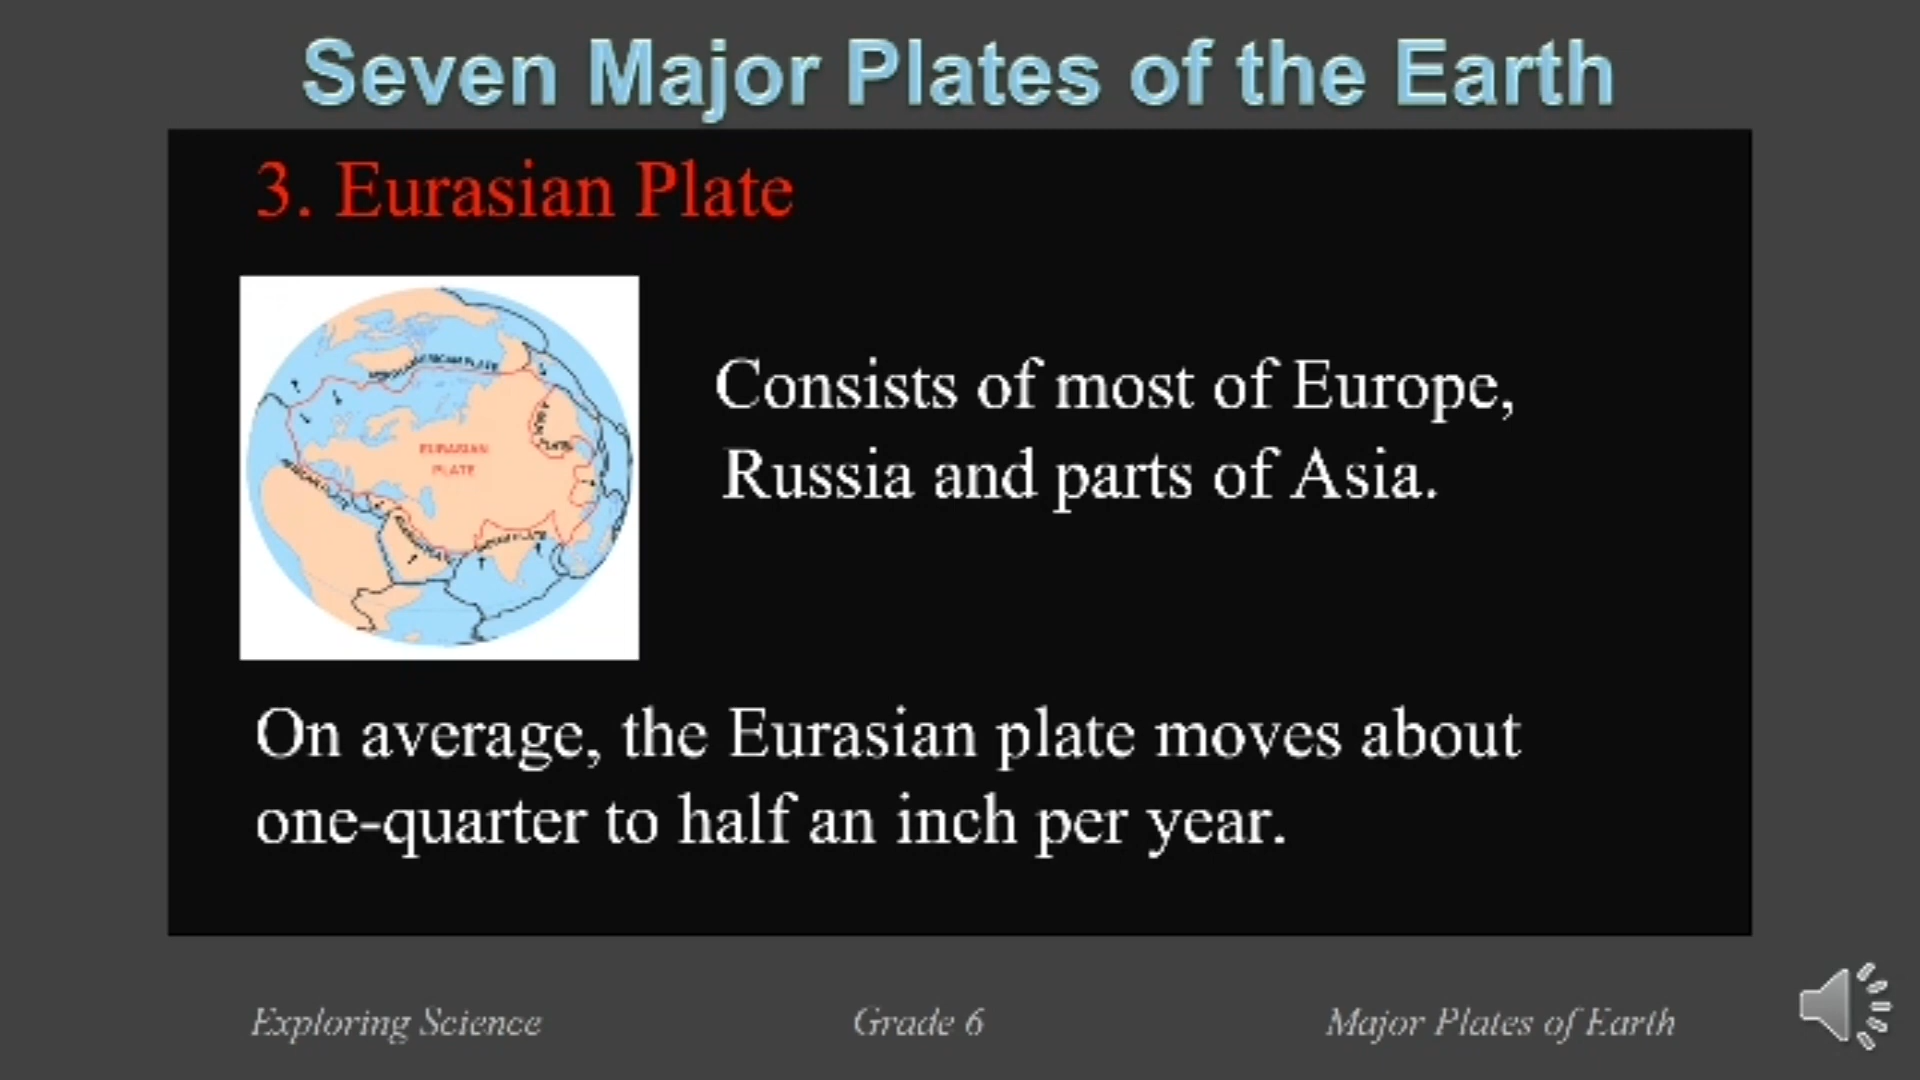 Seven Major Plates of the Earth
3. Eurasian Plate
EURASIAN
PLATE
Consists of most of Europe,
Russia and parts of Asia.
On average, the Eurasian plate moves about
one-quarter to half an inch per year.
Exploring Science
Grade 6
Major Plates of Earth